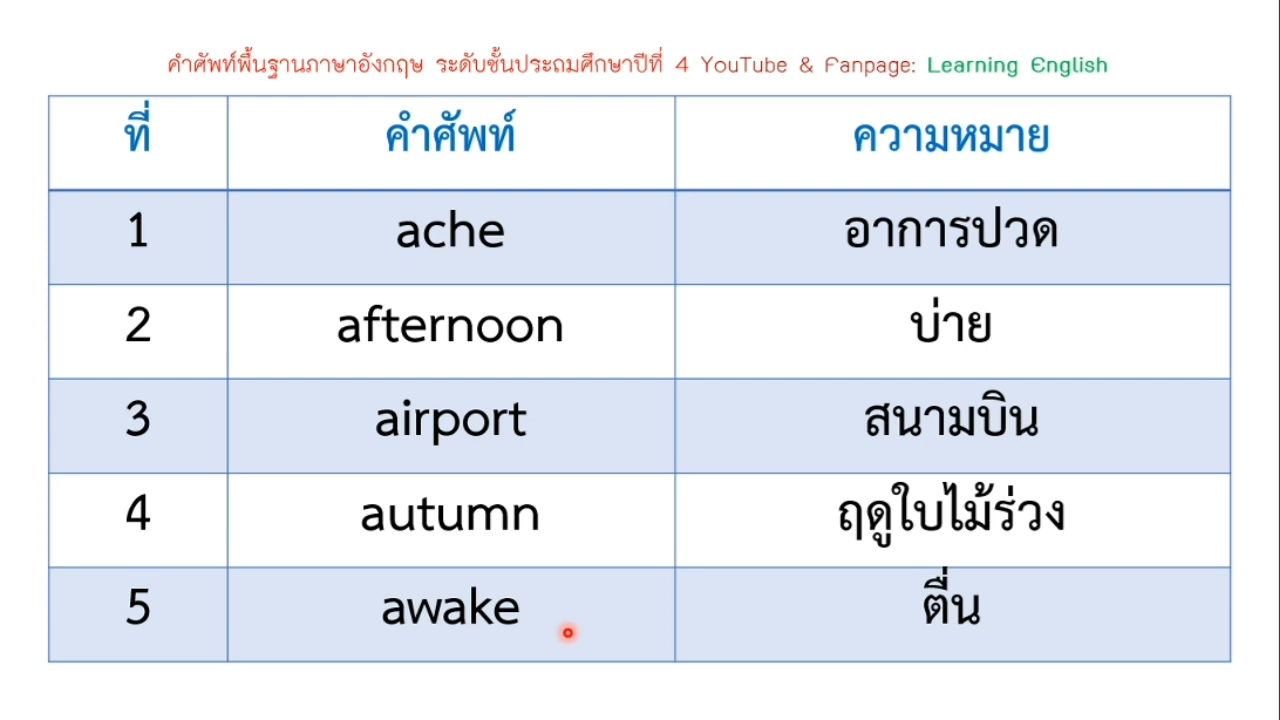 คำศัพท์พื้นฐานภาษาอังกฤษ ระดับชั้นประถมศึกษาปีที่ 4 YouTube & Fanpage: Learning English
ที่ คำศัพท์ ความหมาย
1 ache อาการปวด
2 afternoon บ่าย
3 airport สนามบิน
4 autumn ฤดูใบไม้ร่วง
5 awake ตื่น